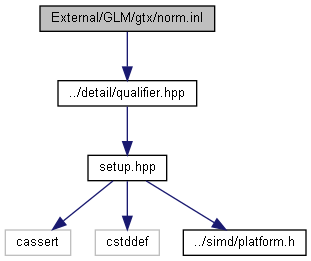 External/GLM/gtx/norm.inl
../detail/qualifier.hpp
setup.hpp
cassert
cstddef
../simd/platform.h